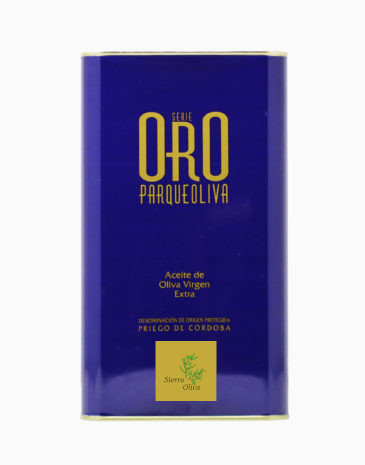 SERIE
ORO
PARQUEOLIVA
Aceite de
Oliva Virgen
Extra
DENOMINACIÓN DE ORIGEN PROTEGIDA
PRIEGO DE CÓRDOBA
Sierra
Oliva